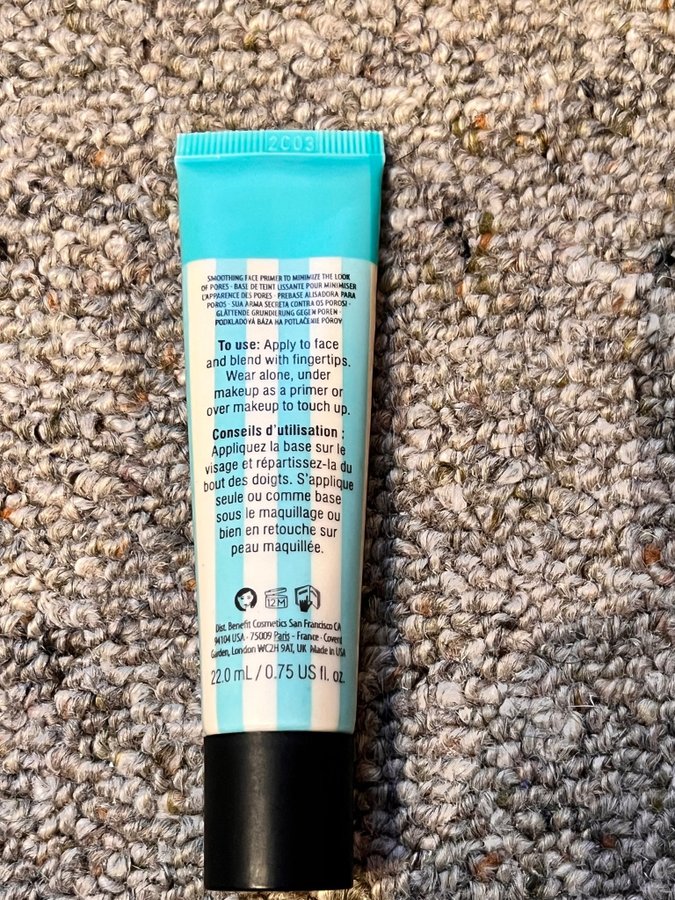 2C03
SMOOTHING FACE PRIMER TO MINIMIZE THE LOOK
OF PORES · BASE DE TEINT LISSANTE POUR MINIMISER
L'APPARENCE DES PORES · PREBASE ALISADORA PARA
POROS · SUA ARMA SECRETA CONTRA OS POROS! ·
GLÄTTENDE GRUNDIERUNG GEGEN POREN ·
PODKLADOVÁ BÁZA NA POTLAČENIE PÓROV
To use: Apply to face
and blend with fingertips.
Wear alone, under
makeup as a primer or
over makeup to touch up.
Conseils d'utilisation :
Appliquez la base sur le
visage et répartissez-la du
bout des doigts. S'applique
seule ou comme base
sous le maquillage ou
bien en retouche sur
peau maquillée.
12M
Dist. Benefit Cosmetics San Francisco CA
94104 USA · 75009 Paris - France · Covent
Garden, London WC2H 9AT, UK Made in USA
22.0 mL / 0.75 US fl. oz.